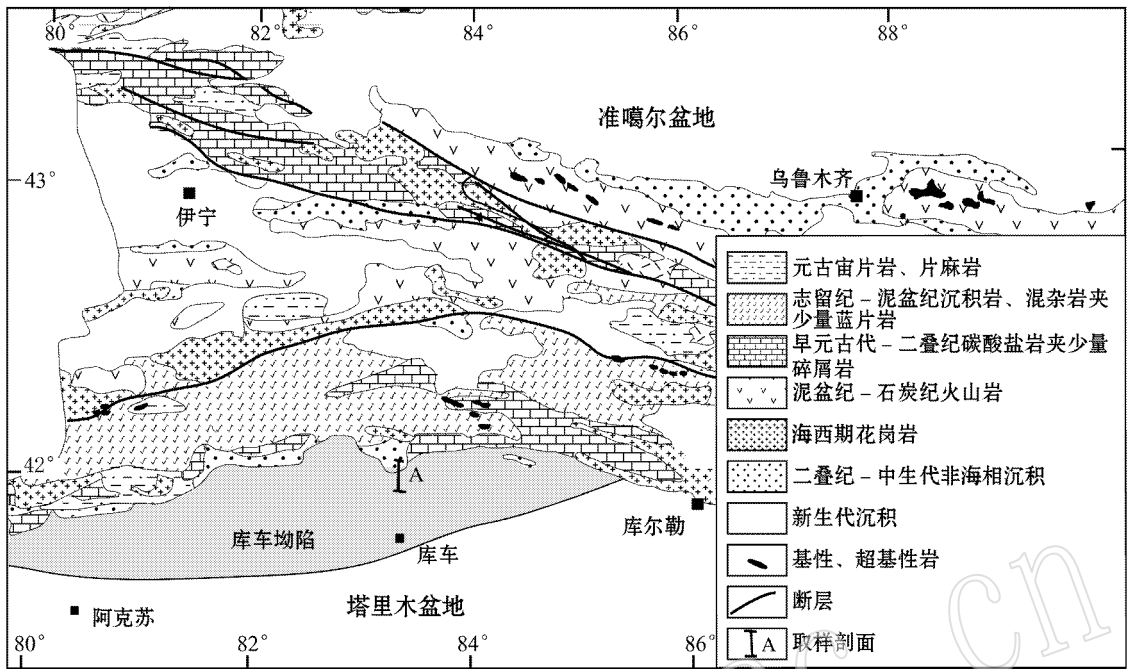 80°
82°
84°
86°
88°
准噶尔盆地
乌鲁木齐
43°
伊宁
元古宙片岩、片麻岩
志留纪－泥盆纪沉积岩、混杂岩夹
少量蓝片岩
早元古代－二叠纪碳酸盐岩夹少量
碎屑岩
泥盆纪－石炭纪火山岩
海西期花岗岩
42°
A
二叠纪－中生代非海相沉积
库尔勒
新生代沉积
库车坳陷
库车
基性、超基性岩
断层
阿克苏
塔里木盆地
A
取样剖面
80°
82°
84°
86°
cn